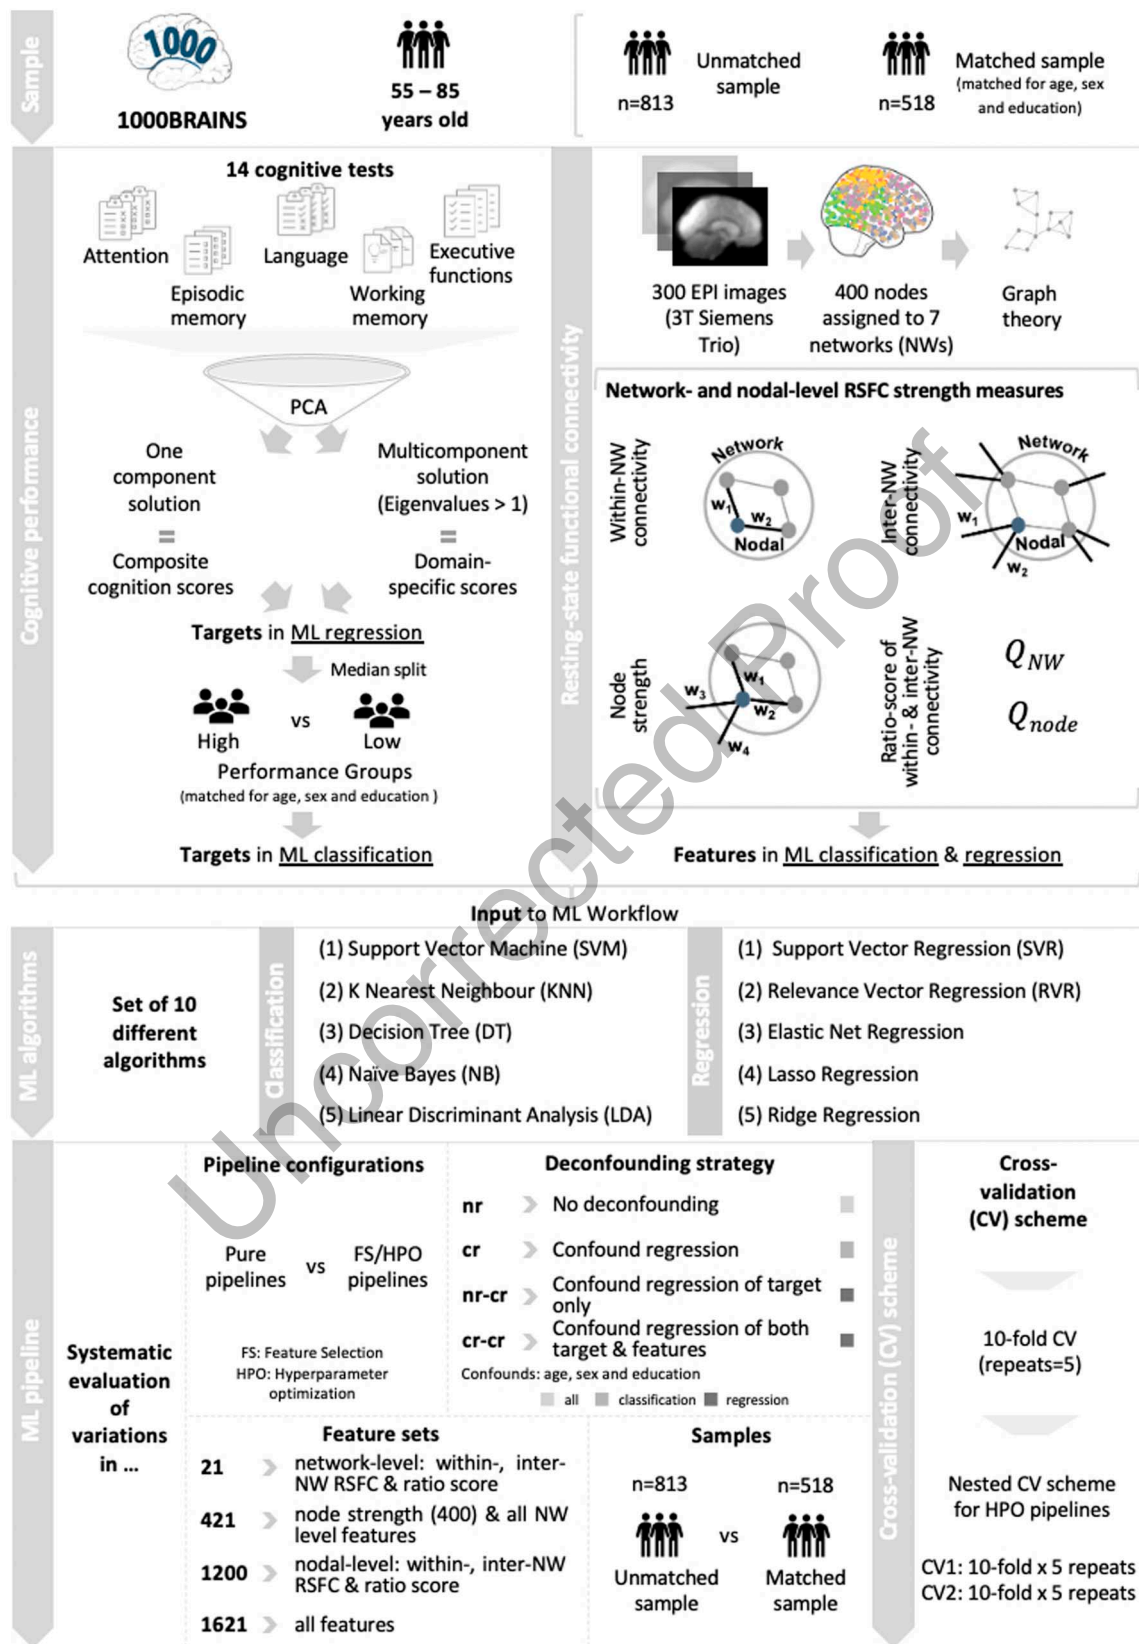 Sample
1000
1000BRAINS
55 – 85
years old
n=813
Unmatched
sample
n=518
Matched sample
(matched for age, sex
and education)
Cognitive performance
14 cognitive tests
Attention
Episodic
memory
Language
Working
memory
Executive
functions
PCA
One
component
solution
=
Composite
cognition scores
Multicomponent
solution
(Eigenvalues > 1)
=
Domain-
specific scores
Targets in ML regression
Median split
High
vs
Low
Performance Groups
(matched for age, sex and education )
Targets in ML classification
Resting-state functional connectivity
300 EPI images
(3T Siemens
Trio)
400 nodes
assigned to 7
networks (NWs)
Graph
theory
Network- and nodal-level RSFC strength measures
Within-NW
connectivity
Network
w1
w2
Nodal
Inter-NW
connectivity
Network
w1
Nodal
w2
Node
strength
w1
w3
w2
w4
Ratio-score of
within- & inter-NW
connectivity
QNW
Qnode
Features in ML classification & regression
Input to ML Workflow
ML algorithms
Set of 10
different
algorithms
Classification
(1) Support Vector Machine (SVM)
(2) K Nearest Neighbour (KNN)
(3) Decision Tree (DT)
(4) Naïve Bayes (NB)
(5) Linear Discriminant Analysis (LDA)
Regression
(1) Support Vector Regression (SVR)
(2) Relevance Vector Regression (RVR)
(3) Elastic Net Regression
(4) Lasso Regression
(5) Ridge Regression
ML pipeline
Systematic
evaluation
of
variations
in ...
Pipeline configurations
Pure
pipelines
vs
FS/HPO
pipelines
FS: Feature Selection
HPO: Hyperparameter
optimization
Deconfounding strategy
nr No deconfounding
cr Confound regression
nr-cr Confound regression of target
only
cr-cr Confound regression of both
target & features
Confounds: age, sex and education
all classification regression
Feature sets
21 network-level: within-, inter-
NW RSFC & ratio score
421 node strength (400) & all NW
level features
1200 nodal-level: within-, inter-NW
RSFC & ratio score
1621 all features
Samples
n=813
Unmatched
sample
vs
n=518
Matched
sample
Cross-validation (CV) scheme
Cross-
validation
(CV) scheme
10-fold CV
(repeats=5)
Nested CV scheme
for HPO pipelines
CV1: 10-fold x 5 repeats
CV2: 10-fold x 5 repeats
Uncorrected Proof